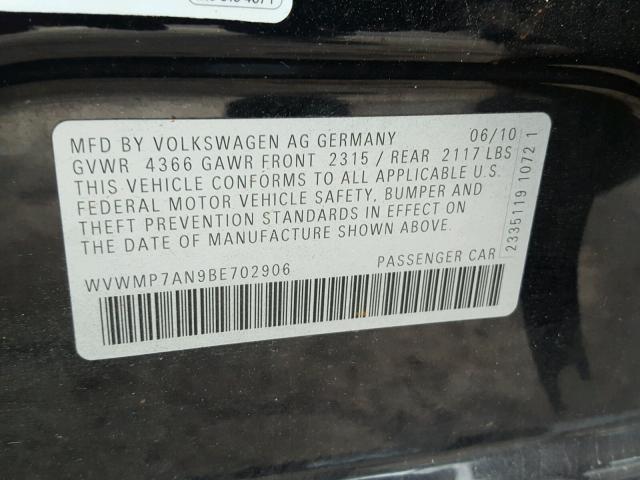 MFD BY VOLKSWAGEN AG GERMANY 06/10
GVWR 4366 GAWR FRONT 2315 / REAR 2117 LBS
THIS VEHICLE CONFORMS TO ALL APPLICABLE U.S.
FEDERAL MOTOR VEHICLE SAFETY, BUMPER AND
THEFT PREVENTION STANDARDS IN EFFECT ON
THE DATE OF MANUFACTURE SHOWN ABOVE.
WVWMP7AN9BE702906 PASSENGER CAR
2335119 1072 1